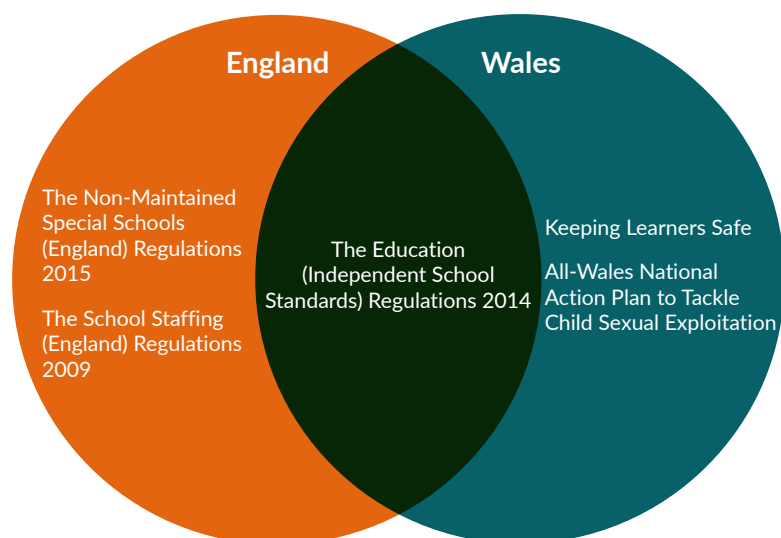 England
Wales
The Non-Maintained
Special Schools
(England) Regulations
2015
The School Staffing
(England) Regulations
2009
The Education
(Independent School
Standards) Regulations 2014
Keeping Learners Safe
All-Wales National
Action Plan to Tackle
Child Sexual Exploitation